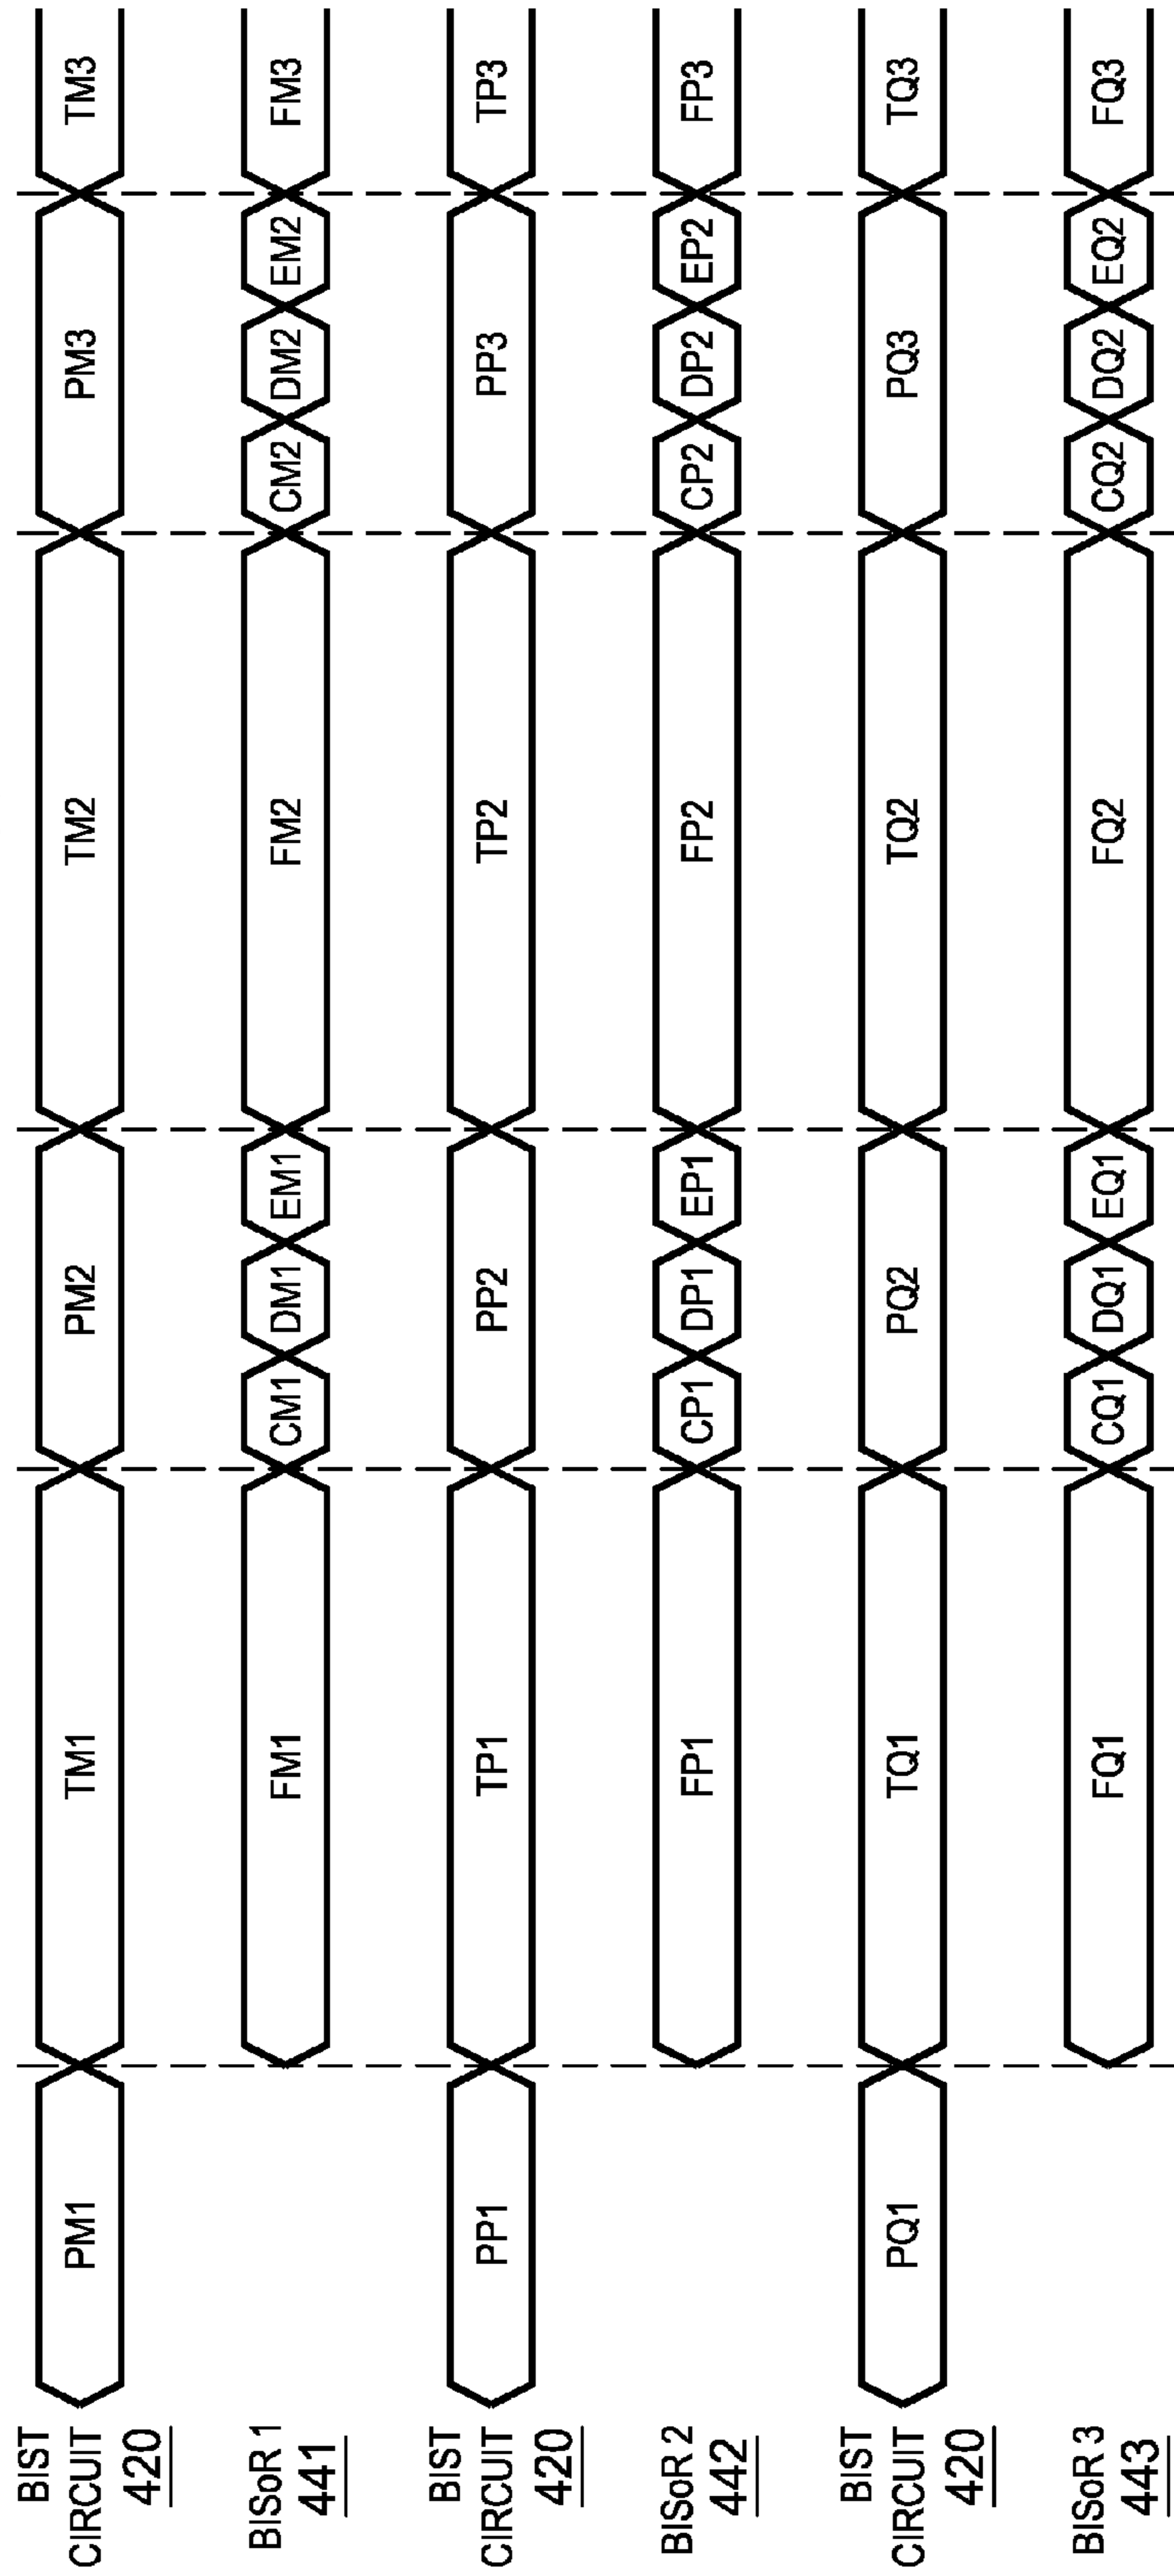 BIST
CIRCUIT
420
PM1 TM1 PM2 TM2 PM3 TM3
BISoR 1
441
FM1 CM1 DM1 EM1 FM2 CM2 DM2 EM2 FM3
BIST
CIRCUIT
420
PP1 TP1 PP2 TP2 PP3 TP3
BISoR 2
442
FP1 CP1 DP1 EP1 FP2 CP2 DP2 EP2 FP3
BIST
CIRCUIT
420
PQ1 TQ1 PQ2 TQ2 PQ3 TQ3
BISoR 3
443
FQ1 CQ1 DQ1 EQ1 FQ2 CQ2 DQ2 EQ2 FQ3